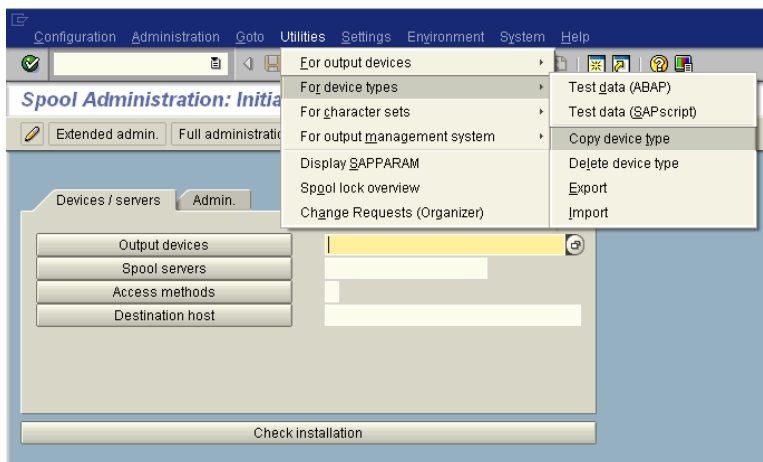 Configuration Administration Goto Utilities Settings Environment System Help
Spool Administration: Initia
Extended admin. Full administratio
For output devices
For device types
For character sets
For output management system
Display SAPPARAM
Spool lock overview
Change Requests (Organizer)
Test data (ABAP)
Test data (SAPscript)
Copy device type
Delete device type
Export
Import
Devices / servers Admin.
Output devices
Spool servers
Access methods
Destination host
Check installation